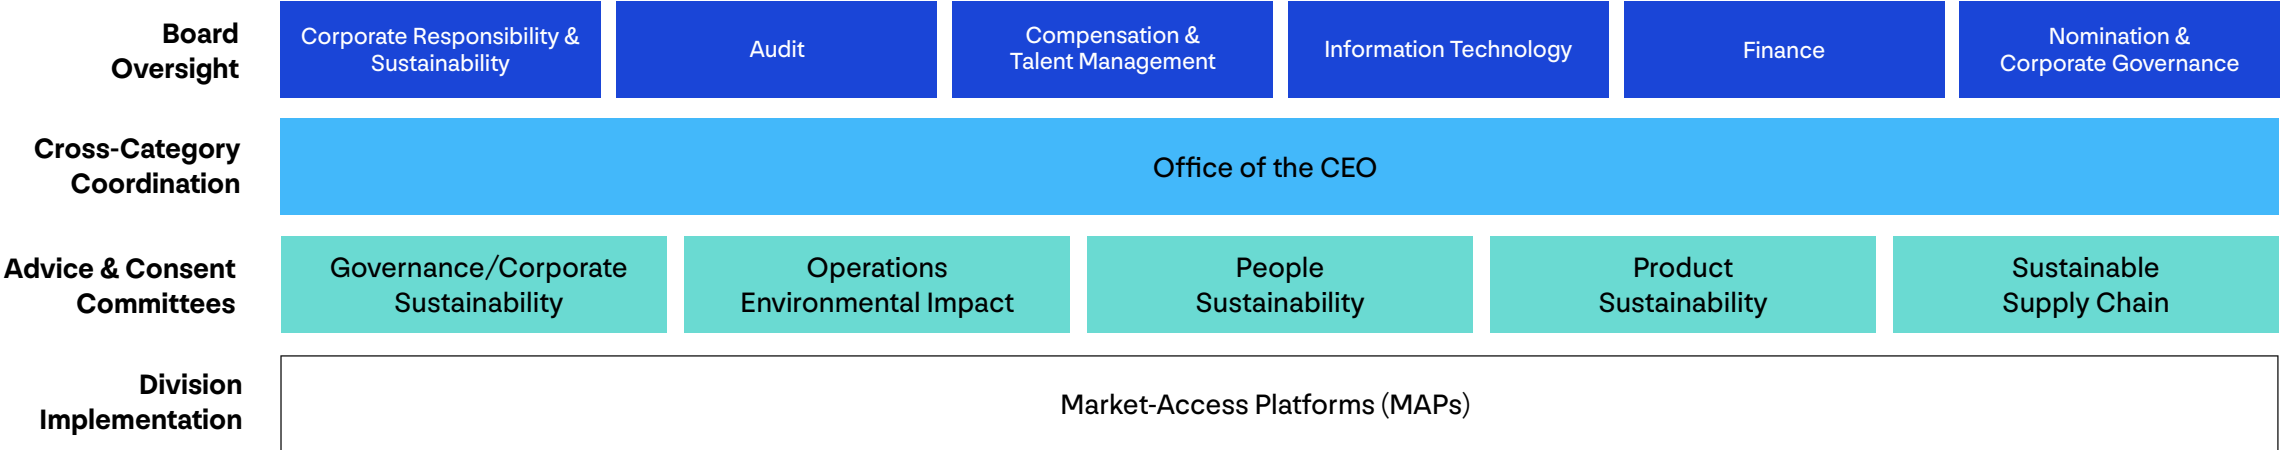 Board
Oversight
Corporate Responsibility &
Sustainability
Audit
Compensation &
Talent Management
Information Technology
Finance
Nomination &
Corporate Governance
Cross-Category
Coordination
Office of the CEO
Advice & Consent
Committees
Governance/Corporate
Sustainability
Operations
Environmental Impact
People
Sustainability
Product
Sustainability
Sustainable
Supply Chain
Division
Implementation
Market-Access Platforms (MAPs)